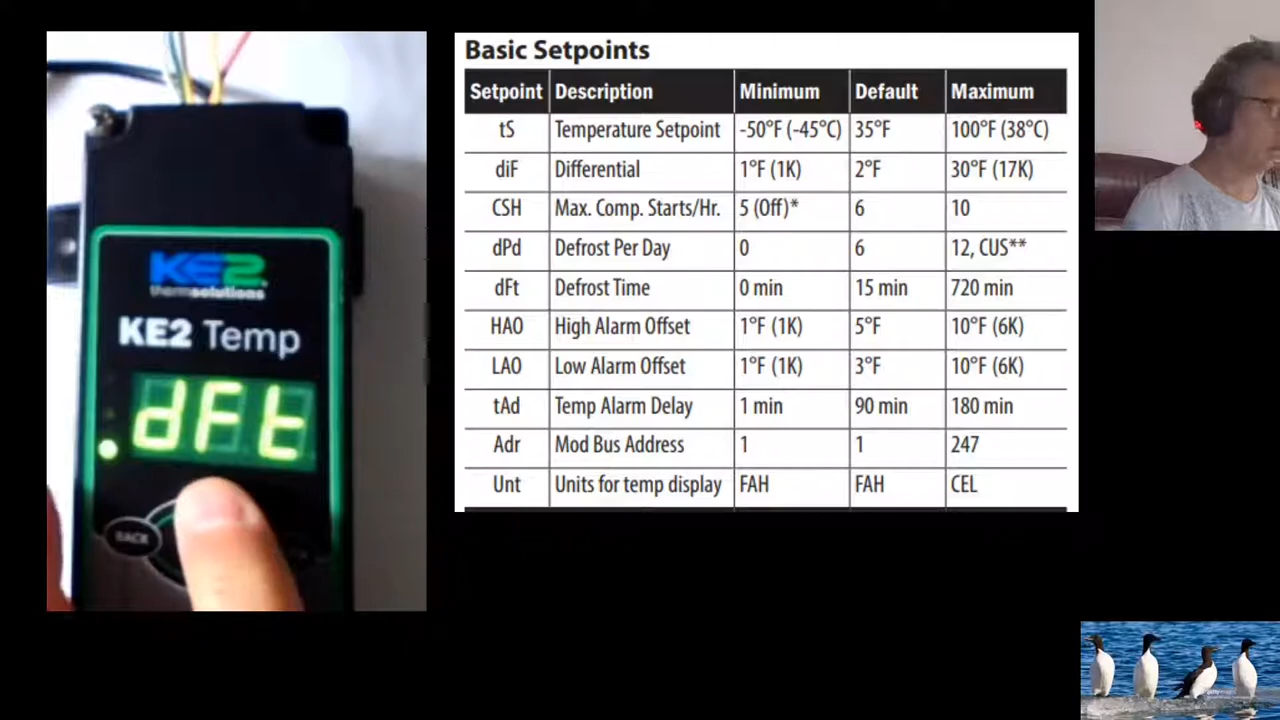 KE2
thermsolutions
KE2 Temp
dFt
BACK
Basic Setpoints
Setpoint Description Minimum Default Maximum
tS Temperature Setpoint -50°F (-45°C) 35°F 100°F (38°C)
diF Differential 1°F (1K) 2°F 30°F (17K)
CSH Max. Comp. Starts/Hr. 5 (Off)* 6 10
dPd Defrost Per Day 0 6 12, CUS**
dFt Defrost Time 0 min 15 min 720 min
HAO High Alarm Offset 1°F (1K) 5°F 10°F (6K)
LAO Low Alarm Offset 1°F (1K) 3°F 10°F (6K)
tAd Temp Alarm Delay 1 min 90 min 180 min
Adr Mod Bus Address 1 1 247
Unt Units for temp display FAH FAH CEL